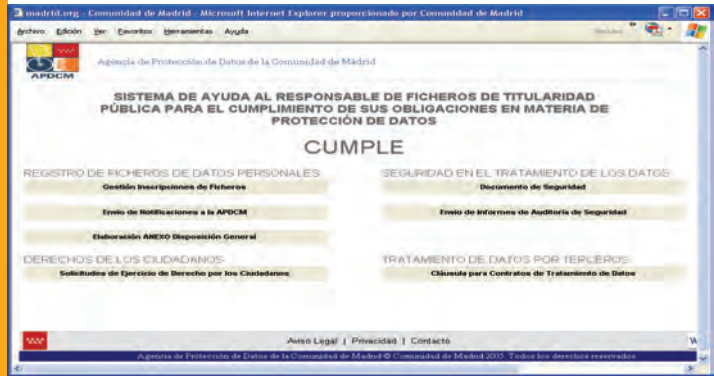 madrid.org - Comunidad de Madrid - Microsoft Internet Explorer proporcionado por Comunidad de Madrid
Archivo Edición Ver Favoritos Herramientas Ayuda
APDCM
Agencia de Protección de Datos de la Comunidad de Madrid
SISTEMA DE AYUDA AL RESPONSABLE DE FICHEROS DE TITULARIDAD
PÚBLICA PARA EL CUMPLIMIENTO DE SUS OBLIGACIONES EN MATERIA DE
PROTECCIÓN DE DATOS
CUMPLE
REGISTRO DE FICHEROS DE DATOS PERSONALES
Gestión Inscripciones de Ficheros
Envio de Notificaciones a la APDCM
Elaboración ANEXO Disposición General
DERECHOS DE LOS CIUDADANOS
Solicitudes de Ejercicio de Derecho por los Ciudadanos
SEGURIDAD EN EL TRATAMIENTO DE LOS DATOS
Documento de Seguridad
Envio de Informes de Auditoría de Seguridad
TRATAMIENTO DE DATOS POR TERCEROS
Cláusula para Contratos de Tratamiento de Datos
Aviso Legal | Privacidad | Contacto
W
Agencia de Protección de Datos de la Comunidad de Madrid © Comunidad de Madrid 2005. Todos los derechos reservados